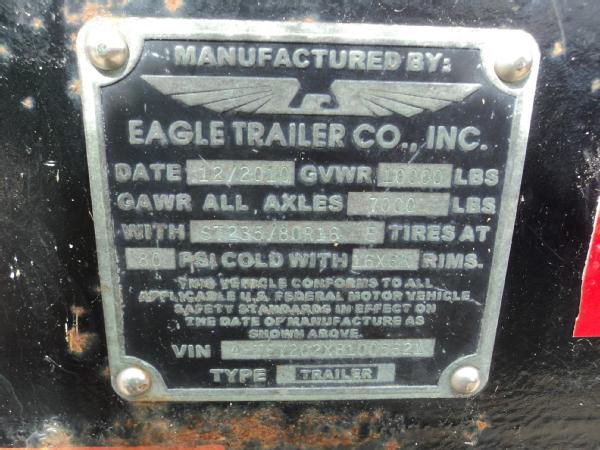 MANUFACTURED BY:
EAGLE TRAILER CO., INC.
DATE 12/2010 GVWR 10000 LBS
GAWR ALL AXLES 7000 LBS
WITH ST235/80R16 E TIRES AT
80 PSI COLD WITH RIMS.
THIS VEHICLE CONFORMS TO ALL
APPLICABLE U.S. FEDERAL MOTOR VEHICLE
SAFETY STANDARDS IN EFFECT ON
THE DATE OF MANUFACTURE AS
SHOWN ABOVE.
VIN
TYPE TRAILER